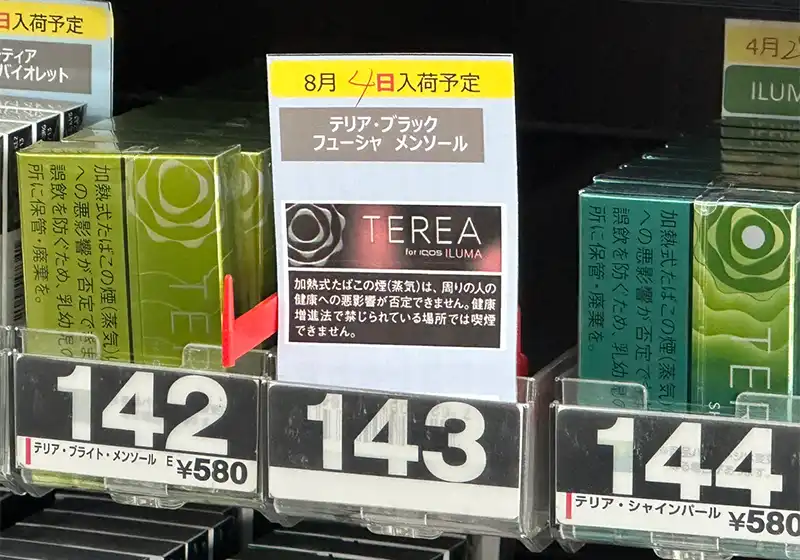 日入荷予定
ティア
バイオレット
8月4日入荷予定
テリア・ブラック
フューシャ メンソール
TEREA
for IQOS ILUMA
加熱式たばこの煙(蒸気)は、周りの人の
健康への悪影響が否定できません。健康
増進法で禁じられている場所では喫煙
できません。
4月2
ILUM
加熱式たばこの煙(蒸気
への悪影響が否定でき
誤飲を防ぐため、乳幼児の
所に保管・廃棄を。
TE
加熱式たばこの煙(蒸気
への悪影響が否定でき
誤飲を防ぐため、乳幼児の
所に保管・廃棄を。
TER
142
テリア・ブライト・メンソール E ¥580
143
144
テリア・シャインパール ¥580